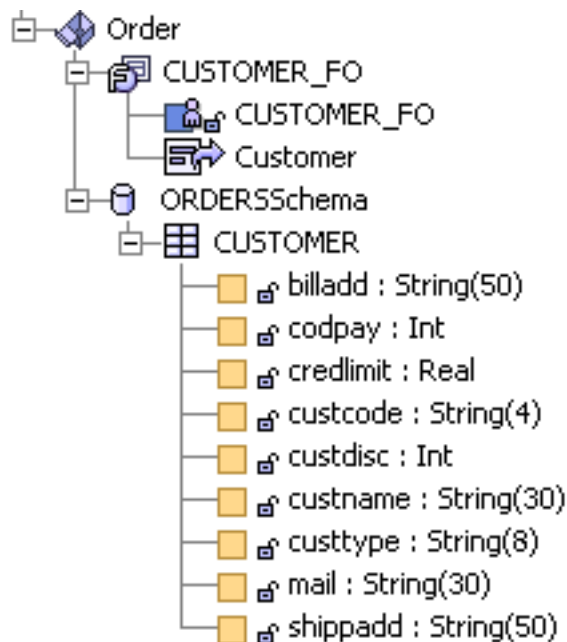 Order
CUSTOMER_FO
CUSTOMER_FO
Customer
ORDERSSchema
CUSTOMER
billadd : String(50)
codpay : Int
credlimit : Real
custcode : String(4)
custdisc : Int
custname : String(30)
custtype : String(8)
mail : String(30)
shippadd : String(50)